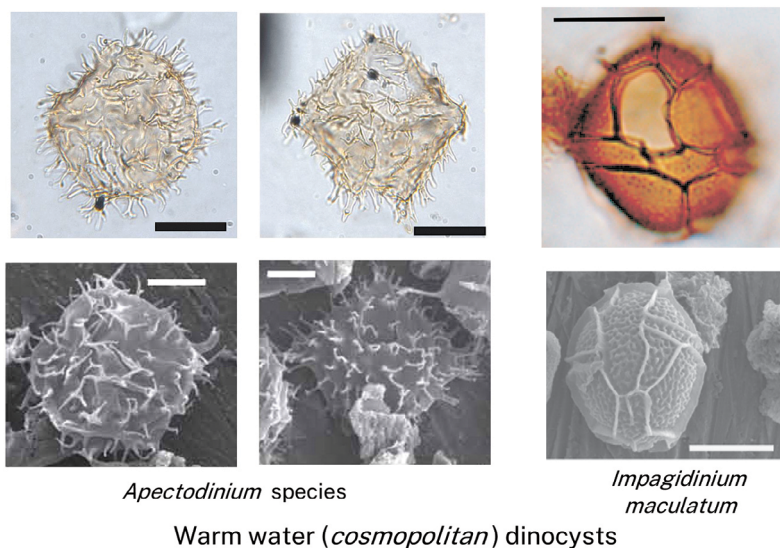 Apectodinium species
Impagidinium
maculatum
Warm water (cosmopolitan) dinocysts